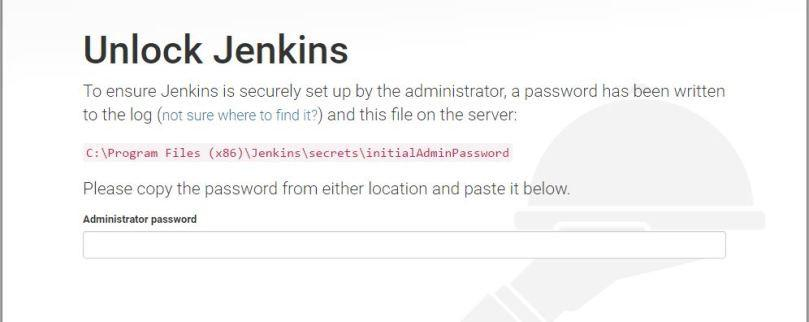 Unlock Jenkins
To ensure Jenkins is securely set up by the administrator, a password has been written
to the log (not sure where to find it?) and this file on the server:
C:\Program Files (x86)\Jenkins\secrets\initialAdminPassword
Please copy the password from either location and paste it below.
Administrator password